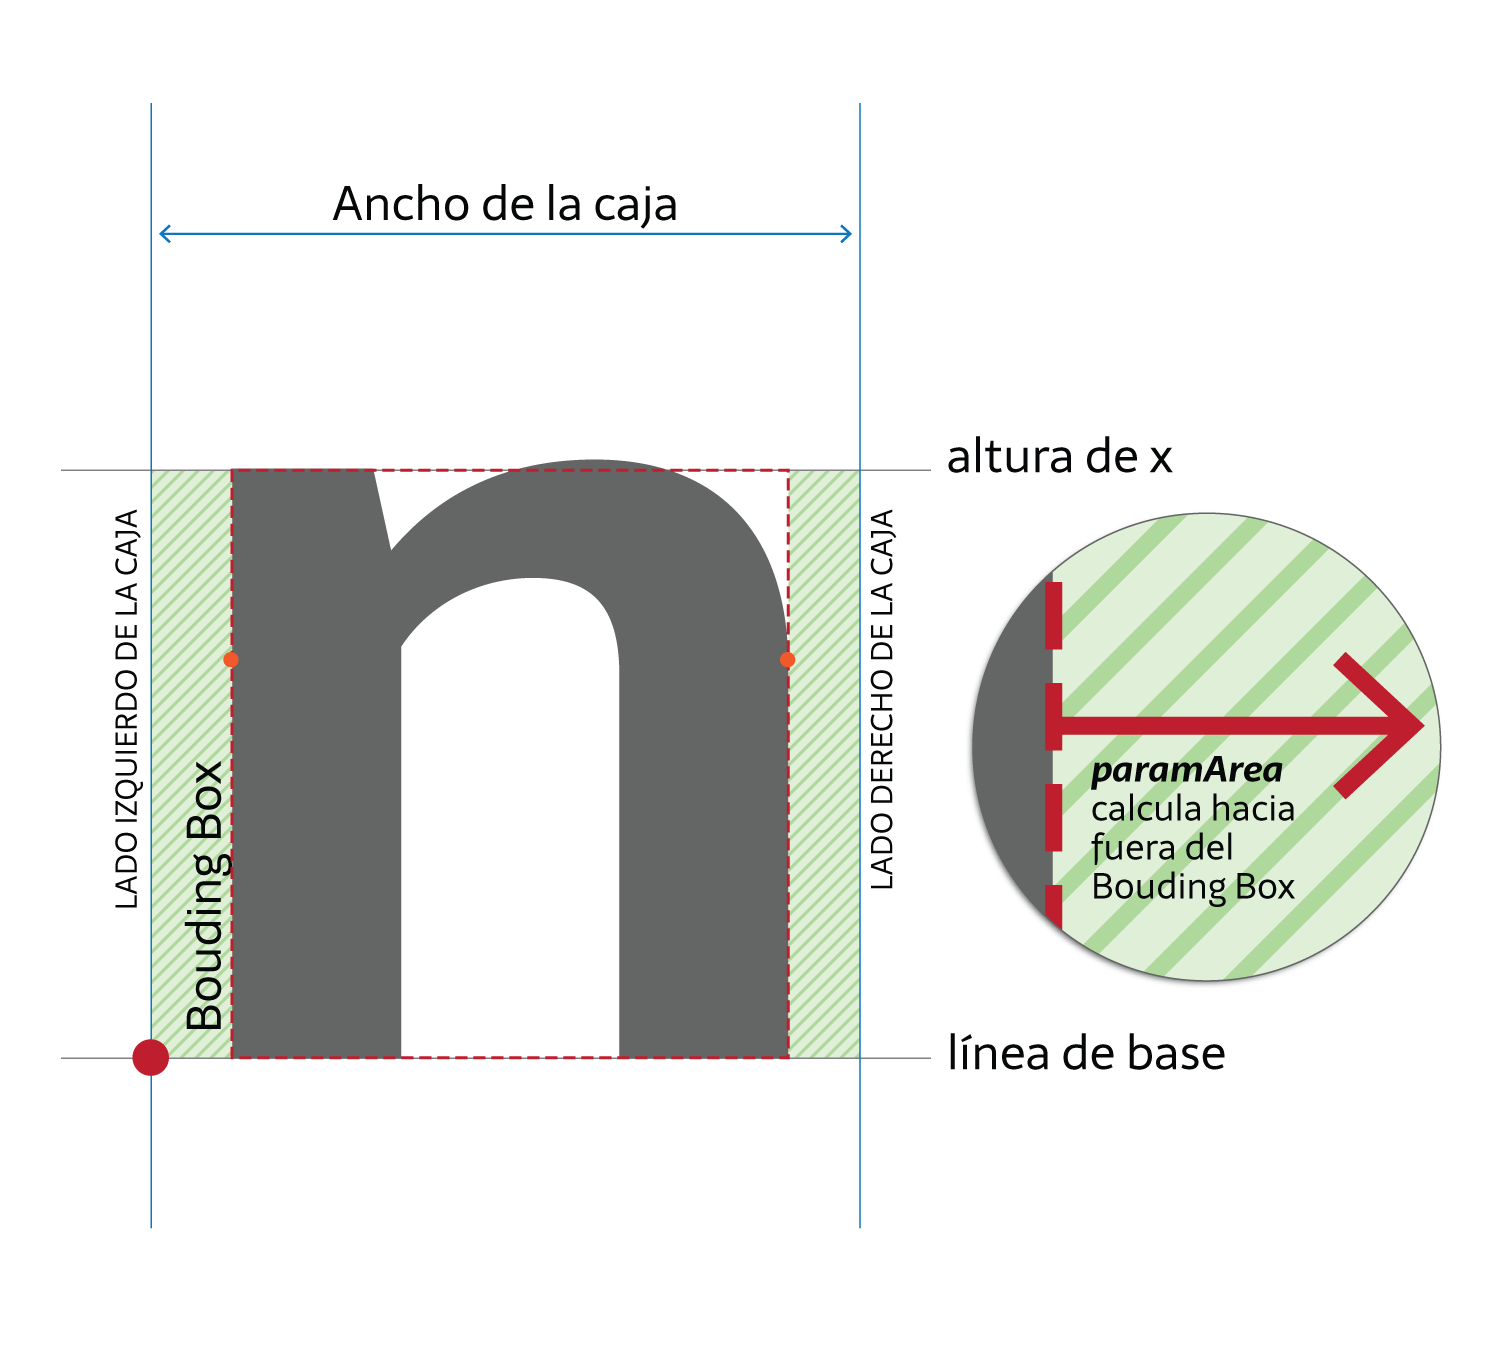 Ancho de la caja
altura de x
LADO IZQUIERDO DE LA CAJA
Bouding Box
n
LADO DERECHO DE LA CAJA
paramArea
calcula hacia
fuera del
Bouding Box
línea de base